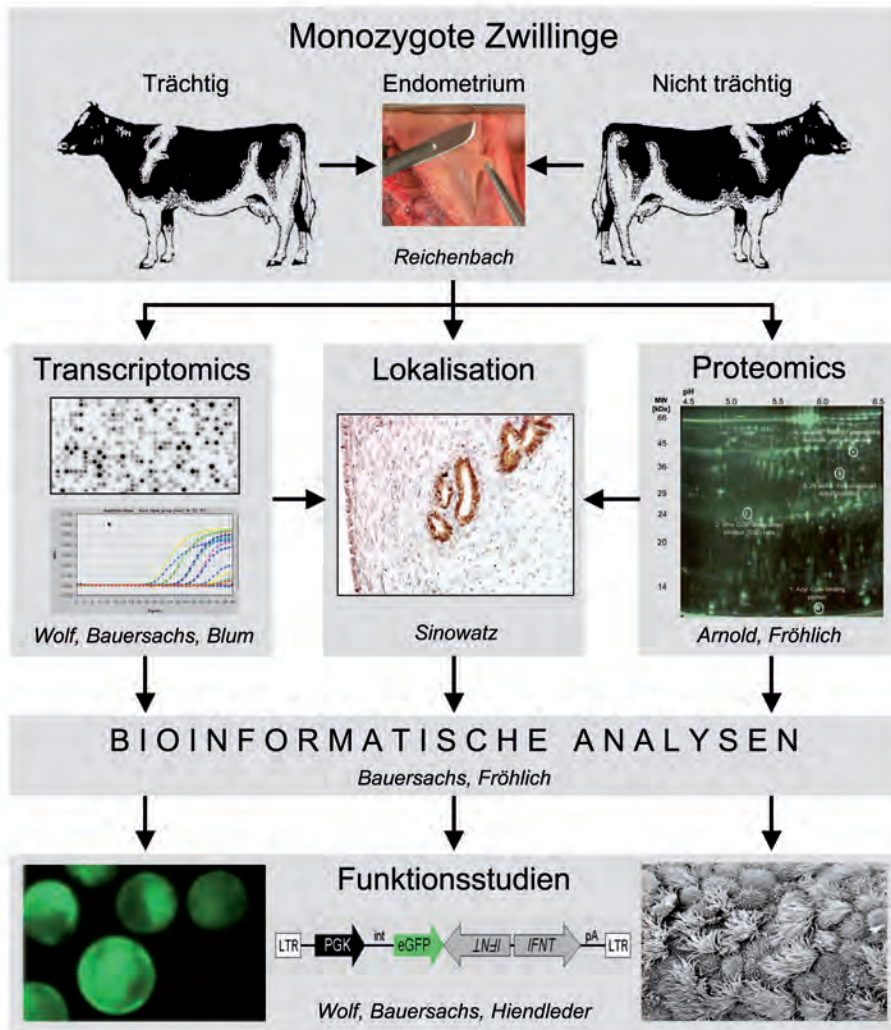 Monozygote Zwillinge
Trächtig
Endometrium
Nicht trächtig
Reichenbach
Transcriptomics
Wolf, Bauersachs, Blum
Lokalisation
Sinowatz
Proteomics
pH
MW
[kDa]
4.5 5.0 5.5 6.0 6.5
66
45
36
29
24
20
14
Arnold, Fröhlich
BIOINFORMATISCHE ANALYSEN
Bauersachs, Fröhlich
Funktionsstudien
LTR PGK int eGFP IFNT IFNT pA LTR
Wolf, Bauersachs, Hiendleder